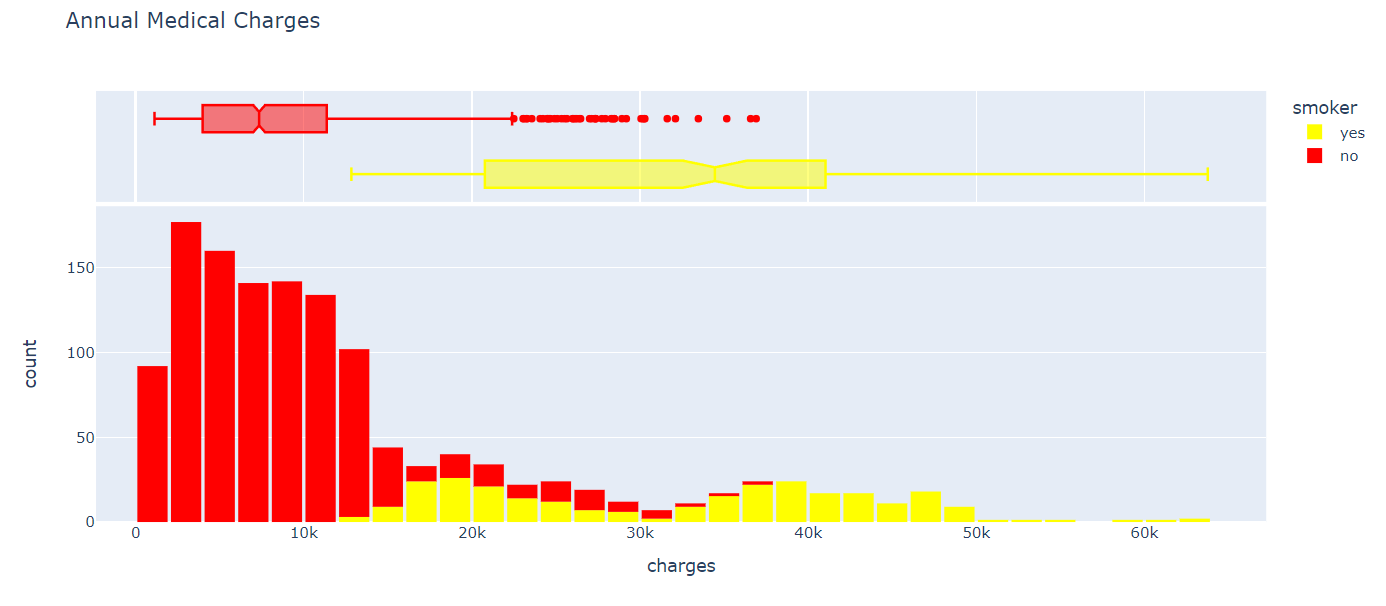 Annual Medical Charges
smoker
yes
no
150
100
50
0
count
0 10k 20k 30k 40k 50k 60k
charges